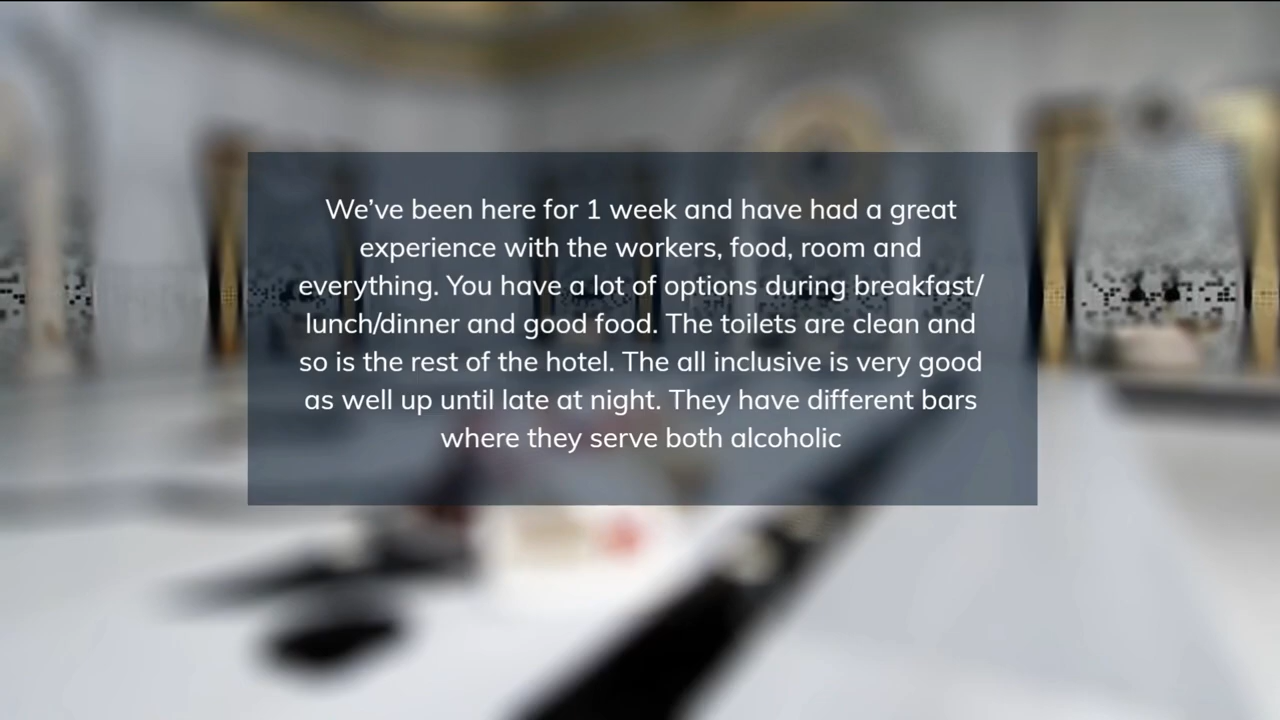 We’ve been here for 1 week and have had a great
experience with the workers, food, room and
everything. You have a lot of options during breakfast/
lunch/dinner and good food. The toilets are clean and
so is the rest of the hotel. The all inclusive is very good
as well up until late at night. They have different bars
where they serve both alcoholic